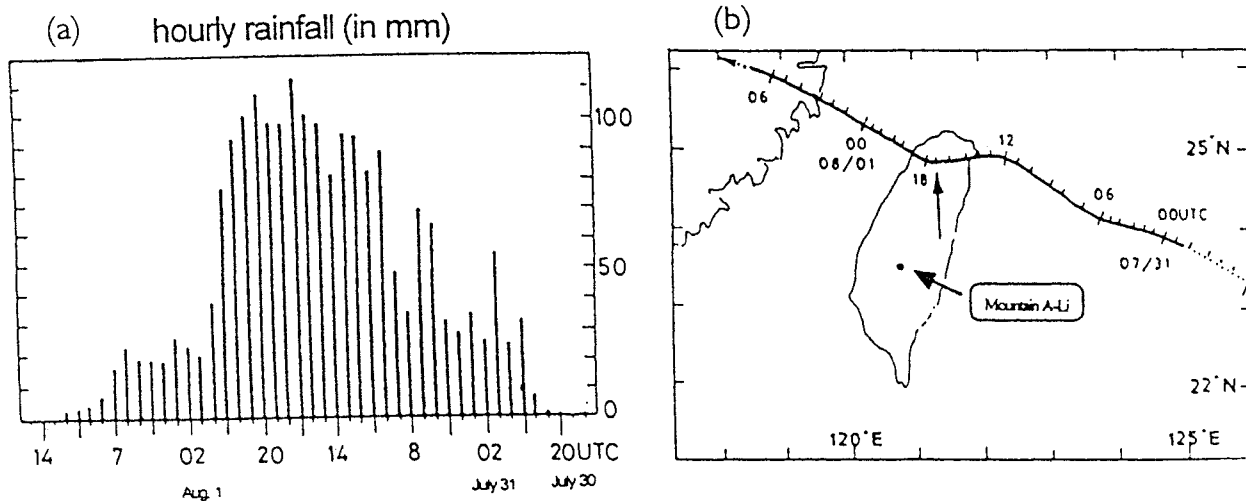 (a) hourly rainfall (in mm)
100
50
0
14 7 02 20 14 8 02 20UTC
Aug. 1 July 31 July 30
(b)
06
00
08/01
18
12
06
00UTC
07/31
25°N
Mountain A-Li
22°N
120°E 125°E